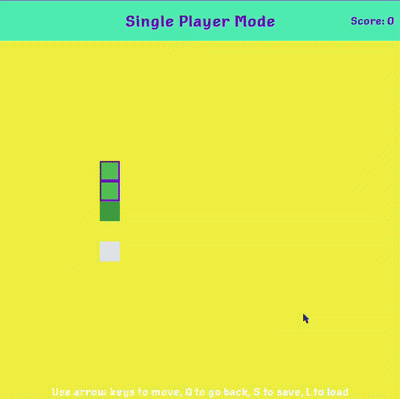 Single Player Mode
Score: 0
Use arrow keys to move, Q to go back, S to save, L to load